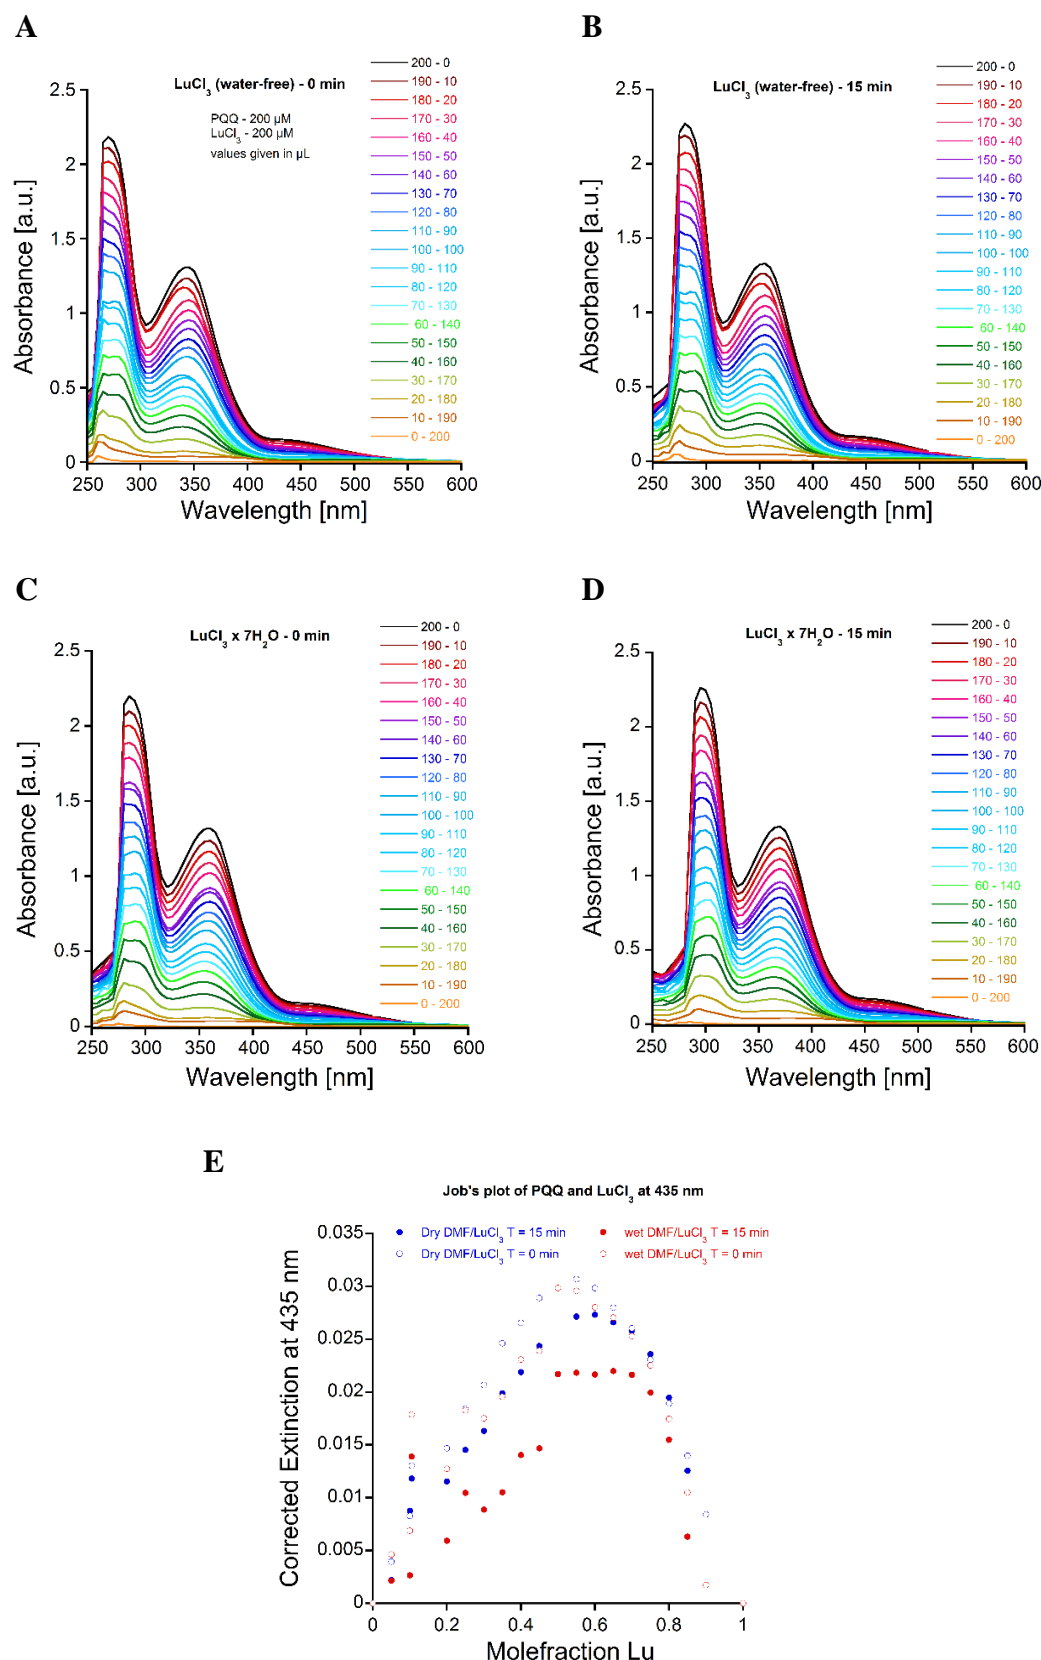 A
LuCl3 (water-free) - 0 min
PQQ - 200 µM
LuCl3 - 200 µM
values given in µL
200 - 0
190 - 10
180 - 20
170 - 30
160 - 40
150 - 50
140 - 60
130 - 70
120 - 80
110 - 90
100 - 100
90 - 110
80 - 120
70 - 130
60 - 140
50 - 150
40 - 160
30 - 170
20 - 180
10 - 190
0 - 200
Absorbance [a.u.]
2.5
2
1.5
1
0.5
0
250 300 350 400 450 500 550 600
Wavelength [nm]
B
LuCl3 (water-free) - 15 min
200 - 0
190 - 10
180 - 20
170 - 30
160 - 40
150 - 50
140 - 60
130 - 70
120 - 80
110 - 90
100 - 100
90 - 110
80 - 120
70 - 130
60 - 140
50 - 150
40 - 160
30 - 170
20 - 180
10 - 190
0 - 200
Absorbance [a.u.]
2.5
2
1.5
1
0.5
0
250 300 350 400 450 500 550 600
Wavelength [nm]
C
LuCl3 x 7H2O - 0 min
200 - 0
190 - 10
180 - 20
170 - 30
160 - 40
150 - 50
140 - 60
130 - 70
120 - 80
110 - 90
100 - 100
90 - 110
80 - 120
70 - 130
60 - 140
50 - 150
40 - 160
30 - 170
20 - 180
10 - 190
0 - 200
Absorbance [a.u.]
2.5
2
1.5
1
0.5
0
250 300 350 400 450 500 550 600
Wavelength [nm]
D
LuCl3 x 7H2O - 15 min
200 - 0
190 - 10
180 - 20
170 - 30
160 - 40
150 - 50
140 - 60
130 - 70
120 - 80
110 - 90
100 - 100
90 - 110
80 - 120
70 - 130
60 - 140
50 - 150
40 - 160
30 - 170
20 - 180
10 - 190
0 - 200
Absorbance [a.u.]
2.5
2
1.5
1
0.5
0
250 300 350 400 450 500 550 600
Wavelength [nm]
E
Job's plot of PQQ and LuCl3 at 435 nm
Dry DMF/LuCl3 T = 15 min
wet DMF/LuCl3 T = 15 min
Dry DMF/LuCl3 T = 0 min
wet DMF/LuCl3 T = 0 min
Corrected Extinction at 435 nm
0.035
0.03
0.025
0.02
0.015
0.01
0.005
0
0 0.2 0.4 0.6 0.8 1
Molefraction Lu